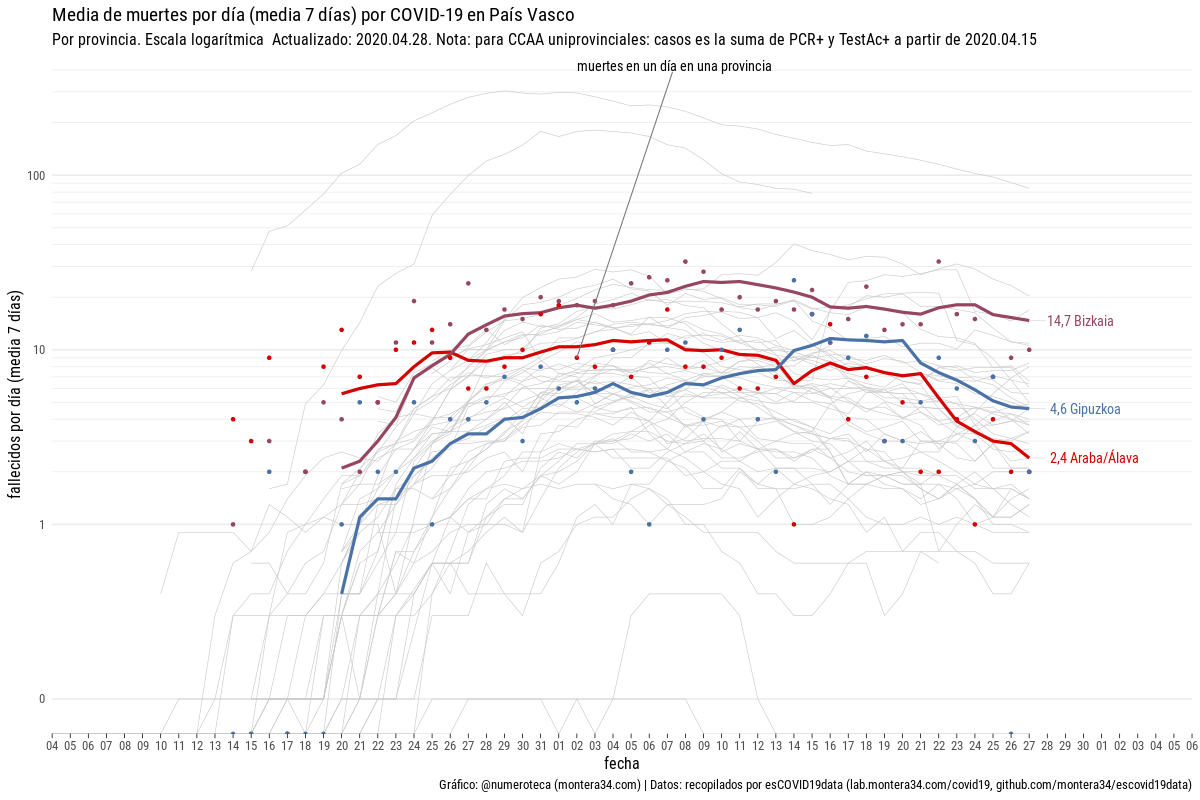 Media de muertes por día (media 7 días) por COVID-19 en País Vasco
Por provincia. Escala logarítmica  Actualizado: 2020.04.28. Nota: para CCAA uniprovinciales: casos es la suma de PCR+ y TestAc+ a partir de 2020.04.15
muertes en un día en una provincia
fallecidos por día (media 7 días)
100
10
1
0
14,7 Bizkaia
4,6 Gipuzkoa
2,4 Araba/Álava
04 05 06 07 08 09 10 11 12 13 14 15 16 17 18 19 20 21 22 23 24 25 26 27 28 29 30 31 01 02 03 04 05 06 07 08 09 10 11 12 13 14 15 16 17 18 19 20 21 22 23 24 25 26 27 28 29 30 01 02 03 04 05 06
fecha
Gráfico: @numeroteca (montera34.com) | Datos: recopilados por esCOVID19data (lab.montera34.com/covid19, github.com/montera34/escovid19data)